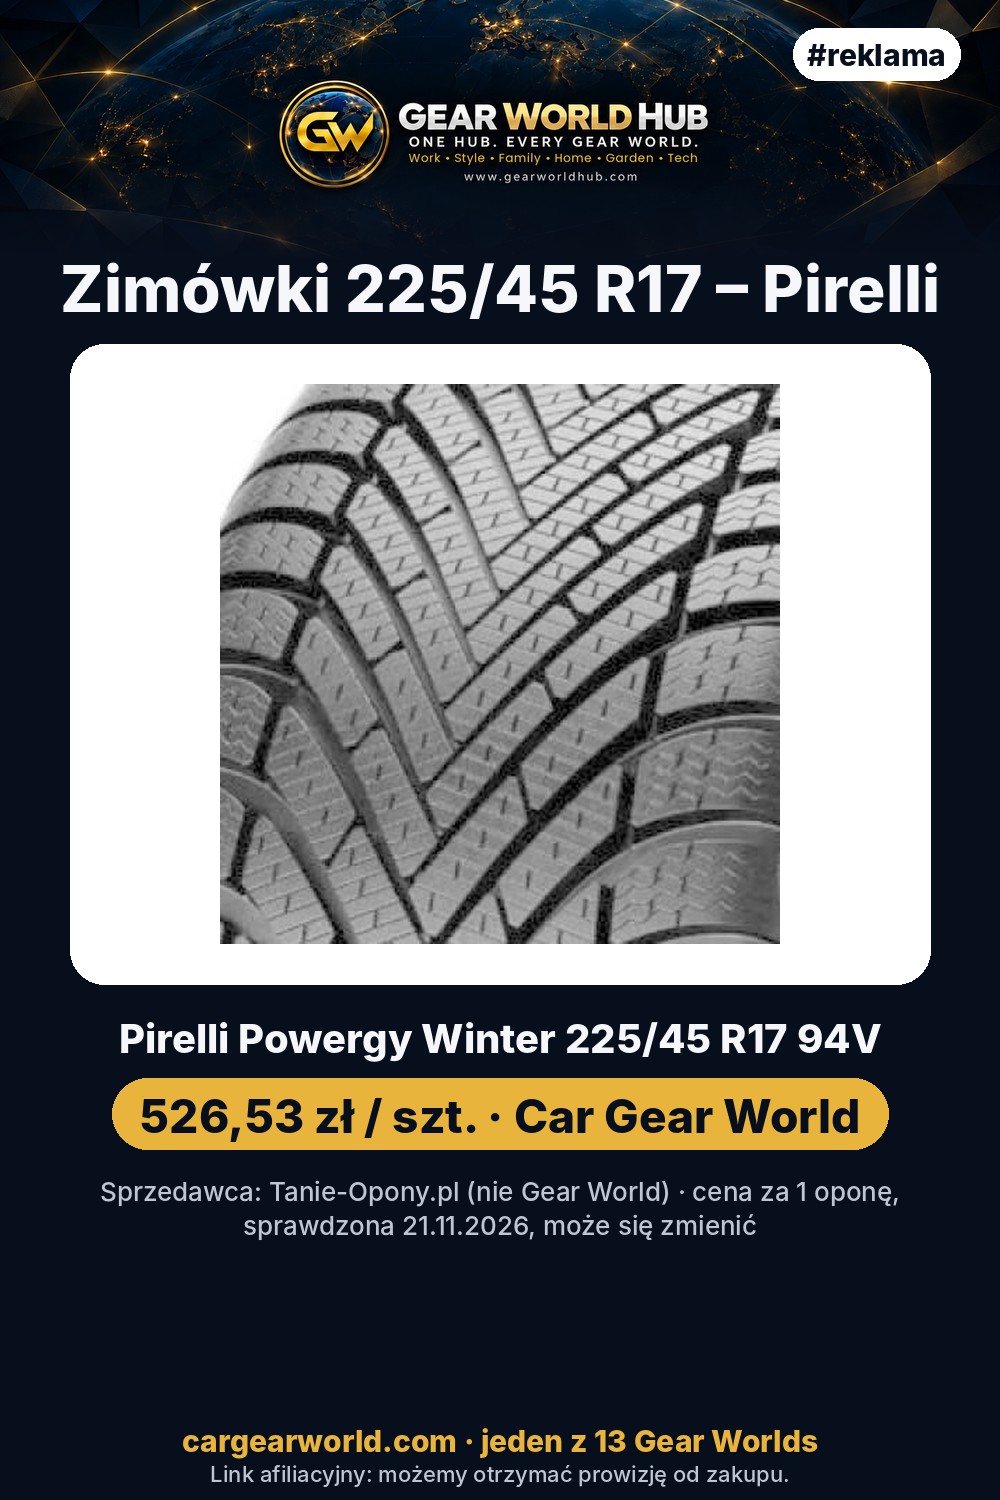 #reklama
GW
GEAR WORLD HUB
ONE HUB. EVERY GEAR WORLD.
Work • Style • Family • Home • Garden • Tech
www.gearworldhub.com
Zimówki 225/45 R17 – Pirelli
Pirelli Powergy Winter 225/45 R17 94V
526,53 zł / szt. · Car Gear World
Sprzedawca: Tanie-Opony.pl (nie Gear World) · cena za 1 oponę,
sprawdzona 21.11.2026, może się zmienić
cargearworld.com · jeden z 13 Gear Worlds
Link afiliacyjny: możemy otrzymać prowizję od zakupu.